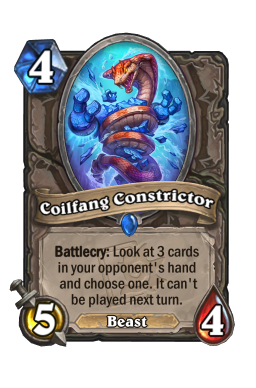 4
Coilfang Constrictor
Battlecry: Look at 3 cards
in your opponent's hand
and choose one. It can't
be played next turn.
5
Beast
4